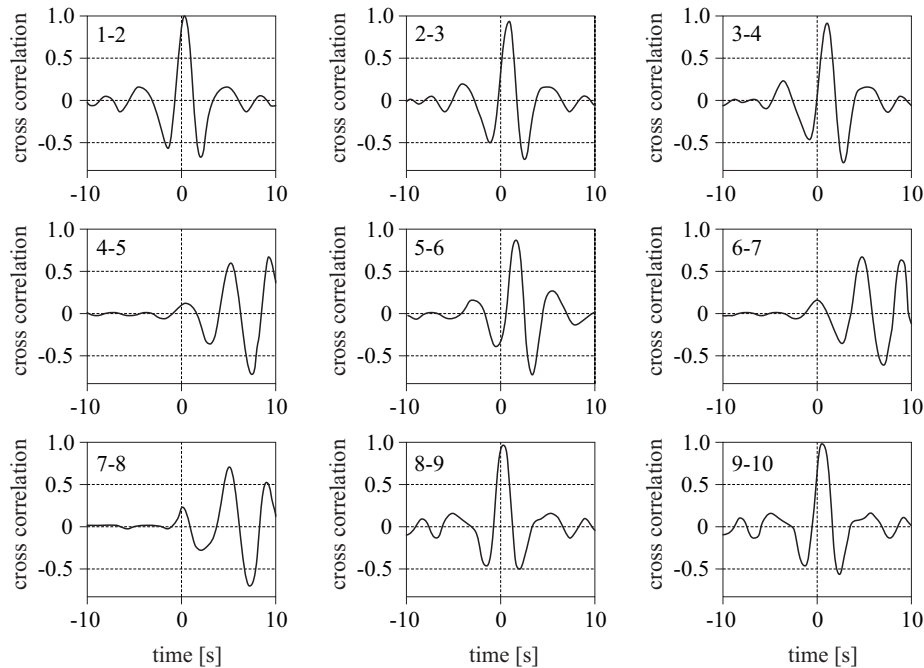 cross correlation 1.0 0.5 0 -0.5 -10 0 10 1-2
cross correlation 1.0 0.5 0 -0.5 -10 0 10 2-3
cross correlation 1.0 0.5 0 -0.5 -10 0 10 3-4
cross correlation 1.0 0.5 0 -0.5 -10 0 10 4-5
cross correlation 1.0 0.5 0 -0.5 -10 0 10 5-6
cross correlation 1.0 0.5 0 -0.5 -10 0 10 6-7
cross correlation 1.0 0.5 0 -0.5 -10 0 10 7-8
time [s]
cross correlation 1.0 0.5 0 -0.5 -10 0 10 8-9
time [s]
cross correlation 1.0 0.5 0 -0.5 -10 0 10 9-10
time [s]